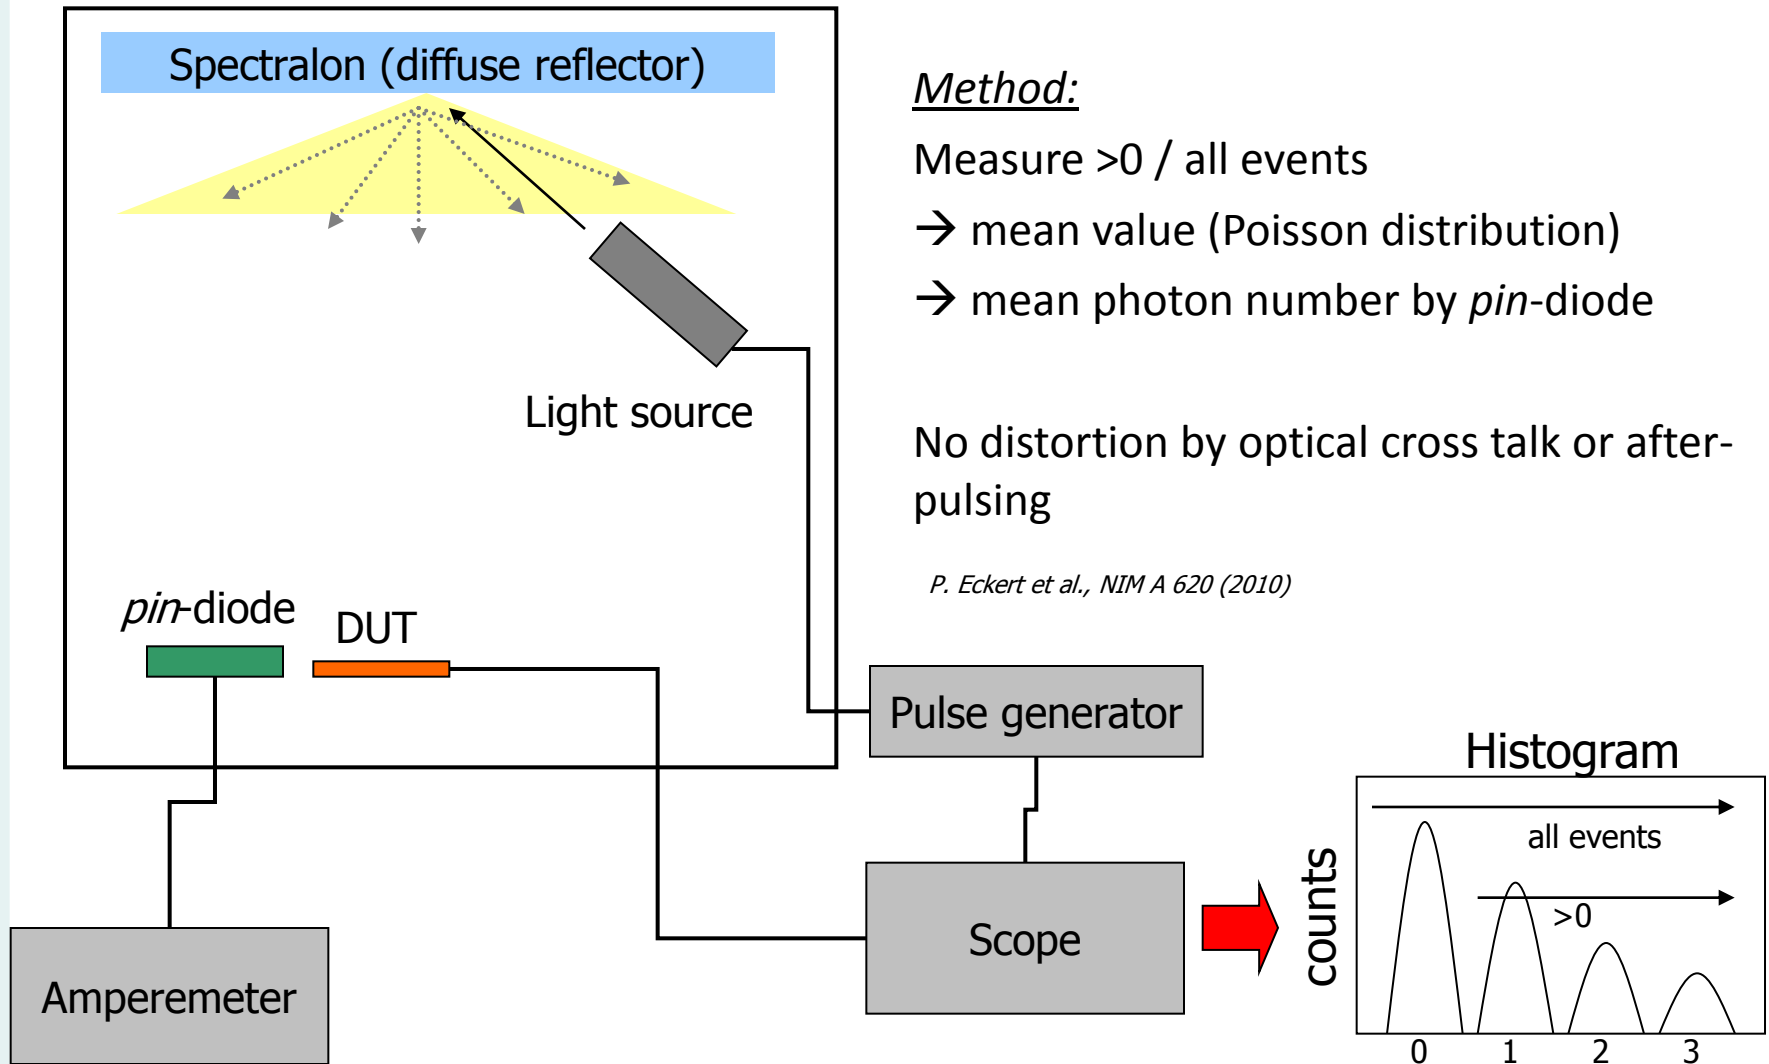 Spectralon (diffuse reflector)
Light source
pin-diode
DUT
Amperemeter
Pulse generator
Scope
Method:
Measure >0 / all events
→ mean value (Poisson distribution)
→ mean photon number by pin-diode
No distortion by optical cross talk or after-
pulsing
P. Eckert et al., NIM A 620 (2010)
Histogram
counts
all events
>0
0 1 2 3